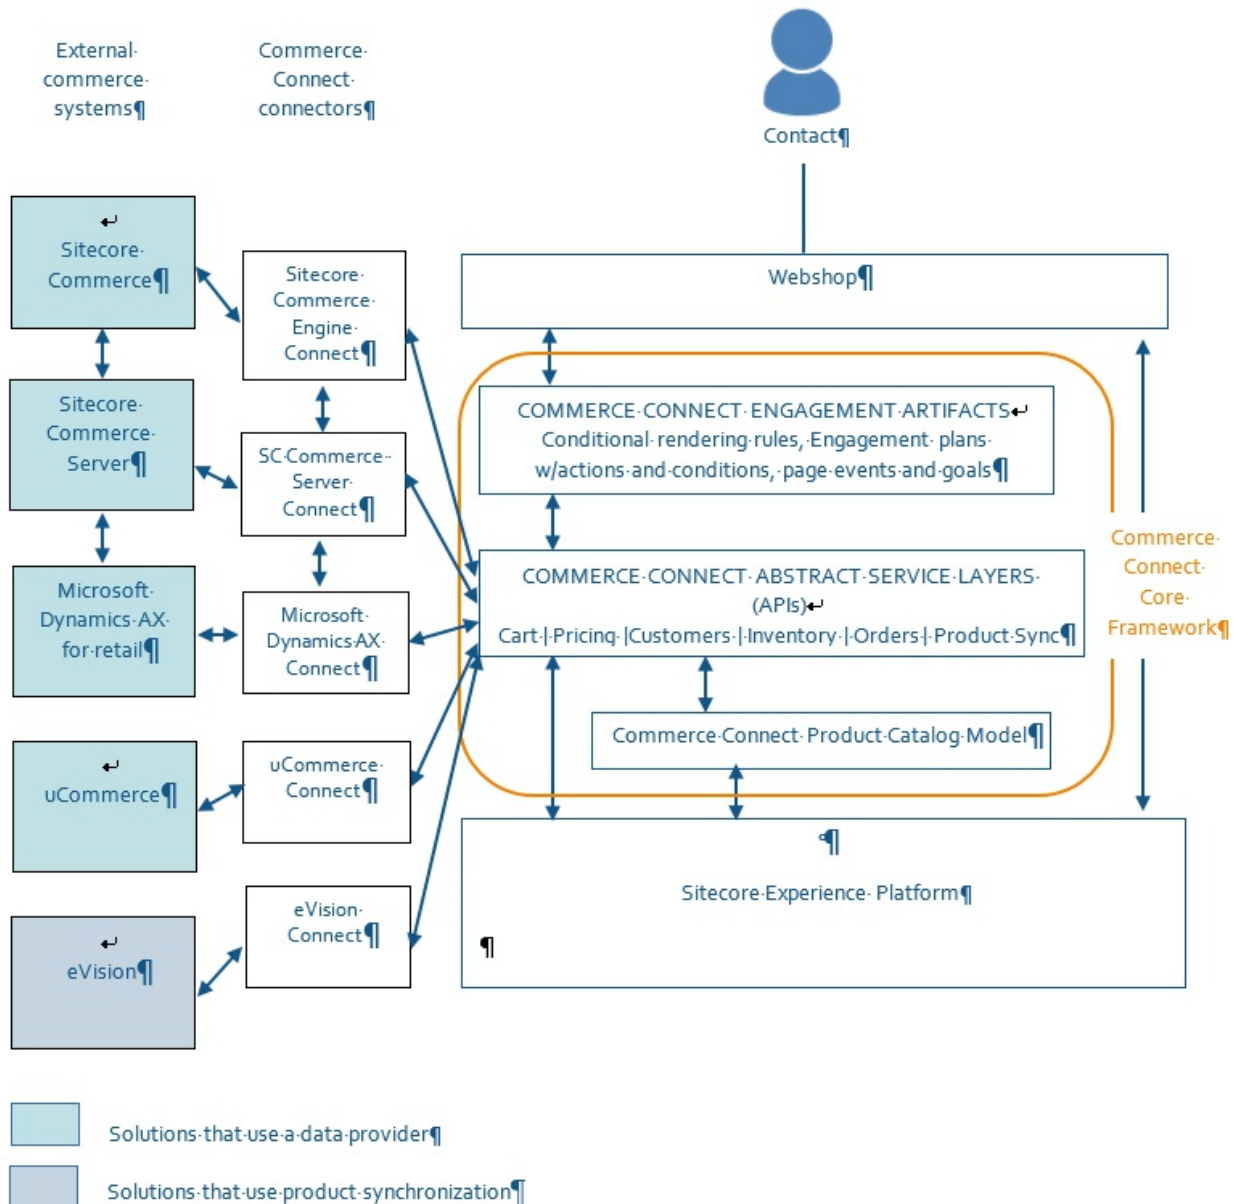 External
commerce
systems¶
Commerce
Connect
connectors¶
Contact¶
↵
Sitecore
Commerce¶
Sitecore
Commerce
Engine
Connect¶
Webshop¶
Sitecore
Commerce
Server¶
SC Commerce
Server
Connect¶
COMMERCE CONNECT ENGAGEMENT ARTIFACTS↵
Conditional rendering rules, Engagement plans
w/actions and conditions, page events and goals¶
Microsoft
Dynamics AX
for retail¶
Microsoft
Dynamics AX
Connect¶
COMMERCE CONNECT ABSTRACT SERVICE LAYERS
(APIs)↵
Cart | Pricing |Customers | Inventory | Orders | Product Sync¶
Commerce
Connect
Core
Framework¶
Commerce Connect Product Catalog Model¶
↵
uCommerce¶
uCommerce
Connect¶
¶
Sitecore Experience Platform¶
¶
↵
eVision¶
eVision
Connect¶
Solutions that use a data provider¶
Solutions that use product synchronization¶